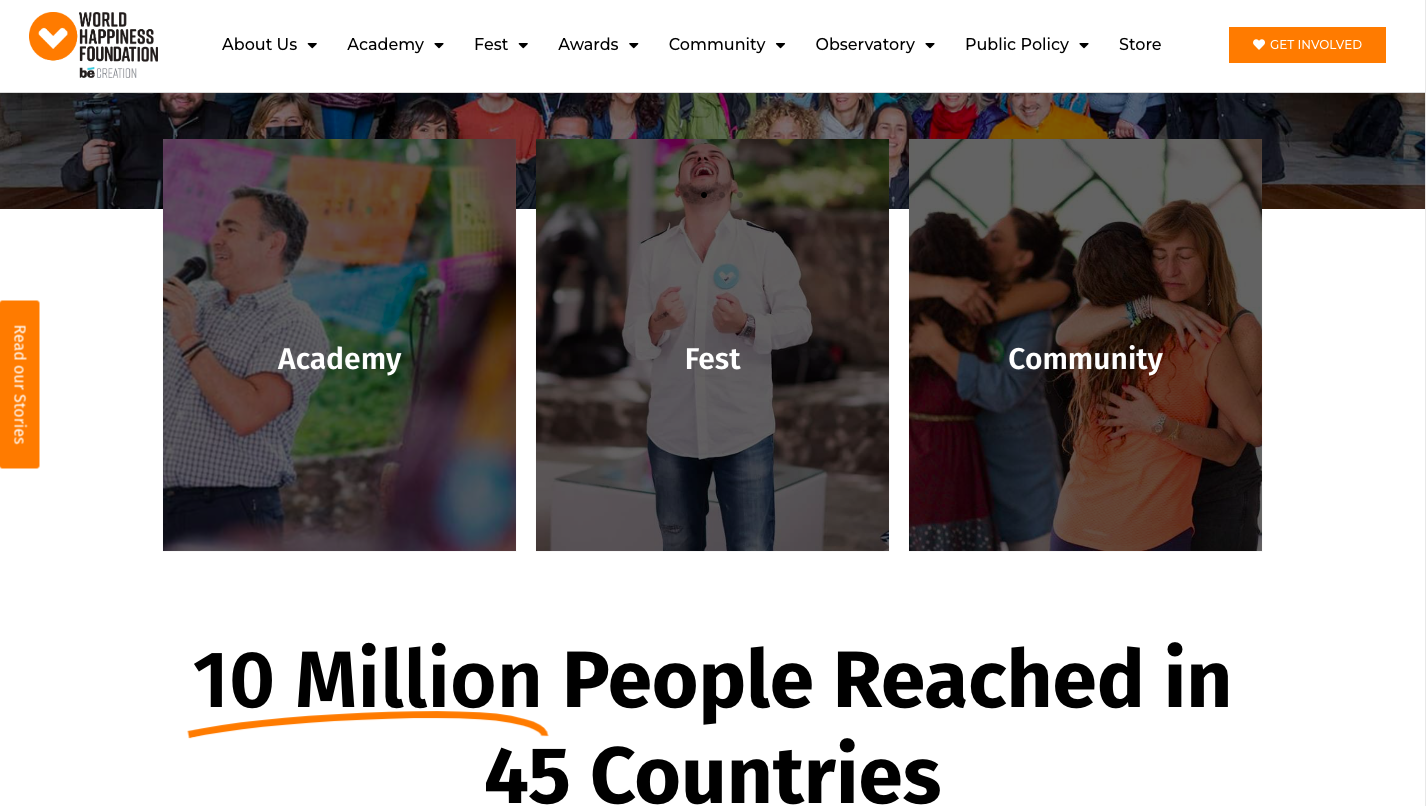 WORLD
HAPPINESS
FOUNDATION
bē CREATION
About Us
Academy
Fest
Awards
Community
Observatory
Public Policy
Store
GET INVOLVED
Academy
Fest
Community
Read our Stories
10 Million People Reached in
45 Countries